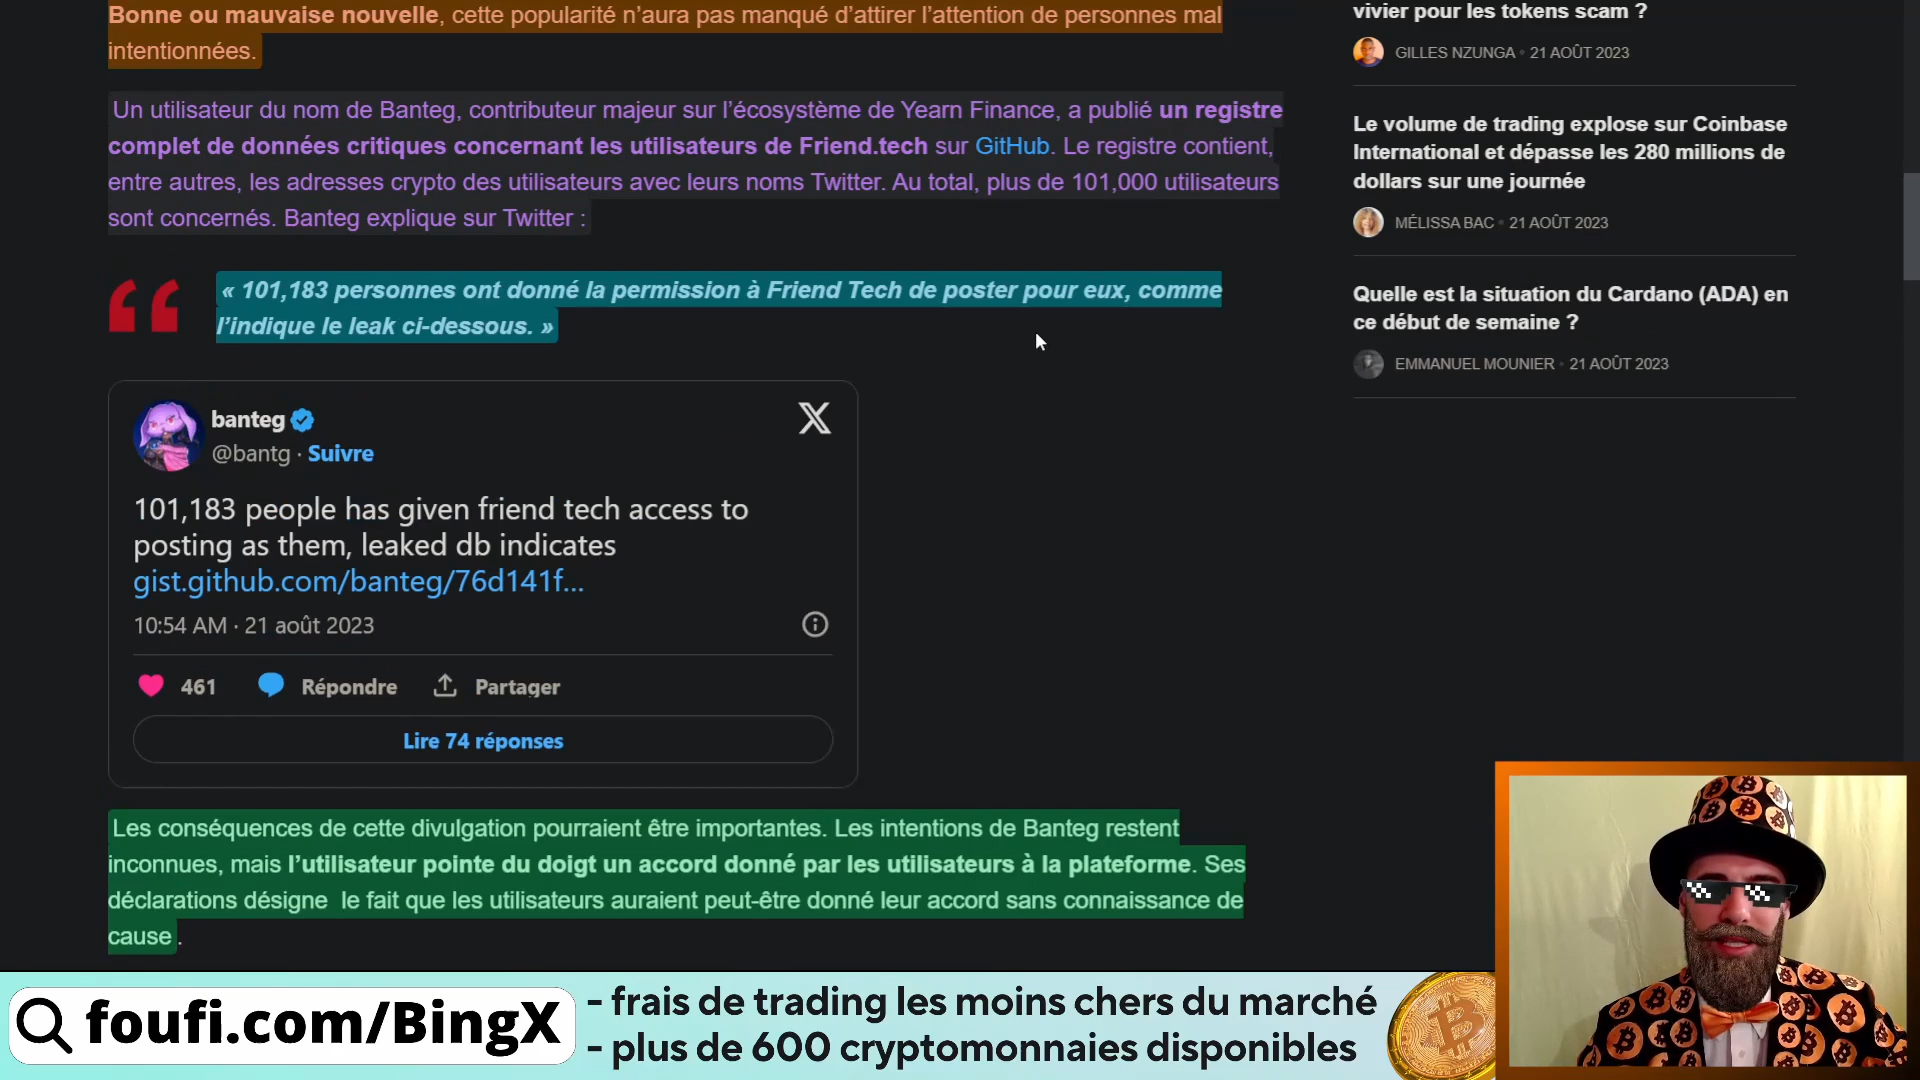 Bonne ou mauvaise nouvelle, cette popularité n’aura pas manqué d’attirer l’attention de personnes mal
intentionnées.
Un utilisateur du nom de Banteg, contributeur majeur sur l’écosystème de Yearn Finance, a publié un registre
complet de données critiques concernant les utilisateurs de Friend.tech sur GitHub. Le registre contient,
entre autres, les adresses crypto des utilisateurs avec leurs noms Twitter. Au total, plus de 101,000 utilisateurs
sont concernés. Banteg explique sur Twitter :
« 101,183 personnes ont donné la permission à Friend Tech de poster pour eux, comme
l’indique le leak ci-dessous. »
banteg
@bantg · Suivre
101,183 people has given friend tech access to
posting as them, leaked db indicates
gist.github.com/banteg/76d141f...
10:54 AM · 21 août 2023
461 Répondre Partager
Lire 74 réponses
Les conséquences de cette divulgation pourraient être importantes. Les intentions de Banteg restent
inconnues, mais l’utilisateur pointe du doigt un accord donné par les utilisateurs à la plateforme. Ses
déclarations désigne le fait que les utilisateurs auraient peut-être donné leur accord sans connaissance de
cause .
vivier pour les tokens scam ?
GILLES NZUNGA • 21 AOÛT 2023
Le volume de trading explose sur Coinbase
International et dépasse les 280 millions de
dollars sur une journée
MÉLISSA BAC • 21 AOÛT 2023
Quelle est la situation du Cardano (ADA) en
ce début de semaine ?
EMMANUEL MOUNIER • 21 AOÛT 2023
foufi.com/BingX
- frais de trading les moins chers du marché
- plus de 600 cryptomonnaies disponibles